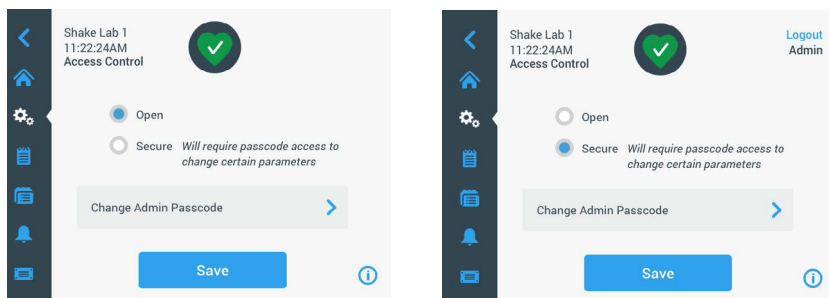 Shake Lab 1
11:22:24AM
Access Control
Open
Secure Will require passcode access to
change certain parameters
Change Admin Passcode
Save
Shake Lab 1
11:22:24AM
Access Control
Logout
Admin
Open
Secure Will require passcode access to
change certain parameters
Change Admin Passcode
Save